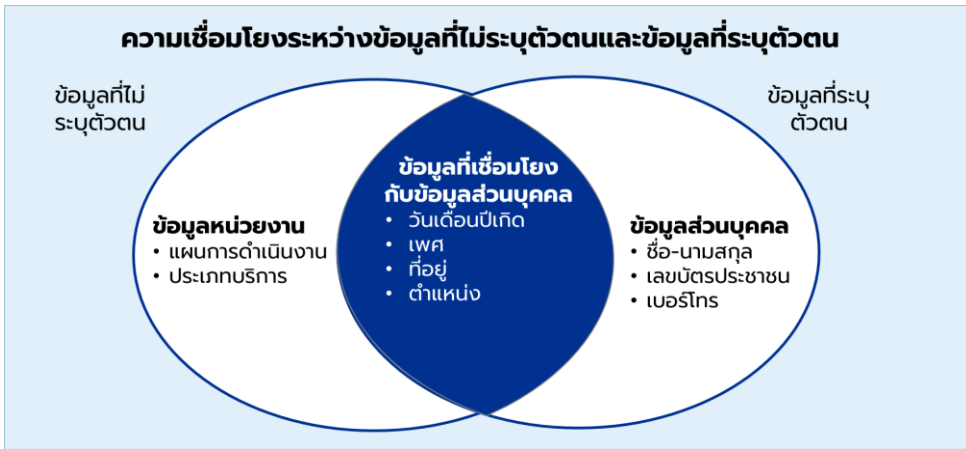 ความเชื่อมโยงระหว่างข้อมูลที่ไม่ระบุตัวตนและข้อมูลที่ระบุตัวตน
ข้อมูลที่ไม่
ระบุตัวตน
ข้อมูลที่ระบุ
ตัวตน
ข้อมูลหน่วยงาน
• แผนการดำเนินงาน
• ประเภทบริการ
ข้อมูลที่เชื่อมโยง
กับข้อมูลส่วนบุคคล
• วันเดือนปีเกิด
• เพศ
• ที่อยู่
• ตำแหน่ง
ข้อมูลส่วนบุคคล
• ชื่อ-นามสกุล
• เลขบัตรประชาชน
• เบอร์โทร